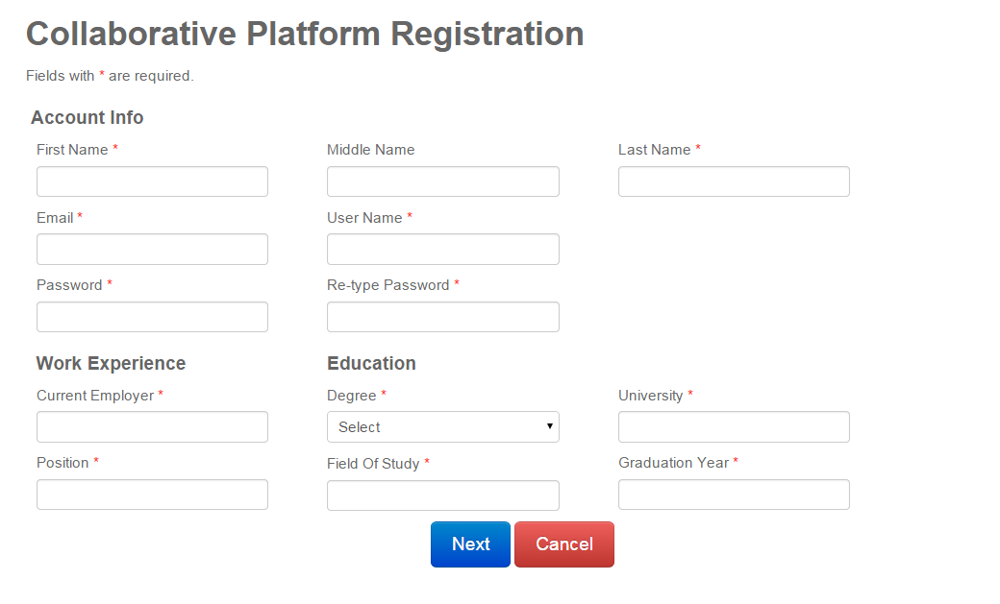 Collaborative Platform Registration
Fields with * are required.
Account Info
First Name * Middle Name Last Name *
Email * User Name *
Password * Re-type Password *
Work Experience Education
Current Employer * Degree * University *
Select
Position * Field Of Study * Graduation Year *
Next Cancel